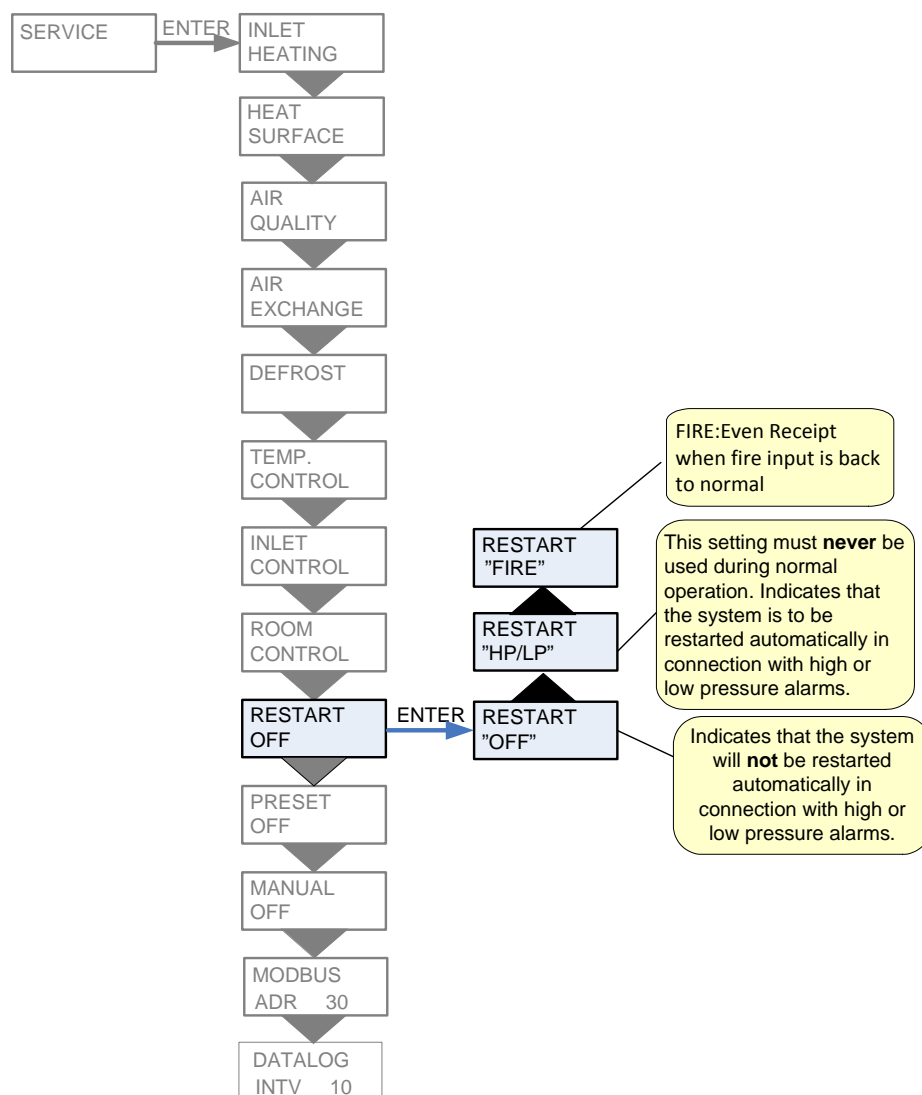 SERVICE
ENTER
INLET
HEATING
HEAT
SURFACE
AIR
QUALITY
AIR
EXCHANGE
DEFROST
TEMP.
CONTROL
INLET
CONTROL
ROOM
CONTROL
RESTART
OFF
ENTER
RESTART
"OFF"
RESTART
"HP/LP"
RESTART
"FIRE"
FIRE:Even Receipt
when fire input is back
to normal
This setting must never be
used during normal
operation. Indicates that
the system is to be
restarted automatically in
connection with high or
low pressure alarms.
Indicates that the system
will not be restarted
automatically in
connection with high or
low pressure alarms.
PRESET
OFF
MANUAL
OFF
MODBUS
ADR 30
DATALOG
INTV 10